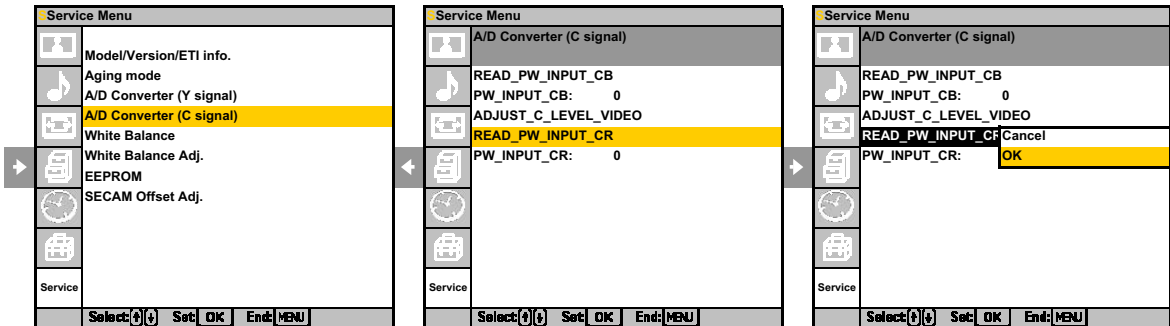 Service Menu
Model/Version/ETI info.
Aging mode
A/D Converter (Y signal)
A/D Converter (C signal)
White Balance
White Balance Adj.
EEPROM
SECAM Offset Adj.
Service
Select: Set: OK End: MENU
Service Menu
A/D Converter (C signal)
READ_PW_INPUT_CB
PW_INPUT_CB: 0
ADJUST_C_LEVEL_VIDEO
READ_PW_INPUT_CR
PW_INPUT_CR: 0
Service
Select: Set: OK End: MENU
Service Menu
A/D Converter (C signal)
READ_PW_INPUT_CB
PW_INPUT_CB: 0
ADJUST_C_LEVEL_VIDEO
READ_PW_INPUT_CR Cancel
PW_INPUT_CR: OK
Service
Select: Set: OK End: MENU